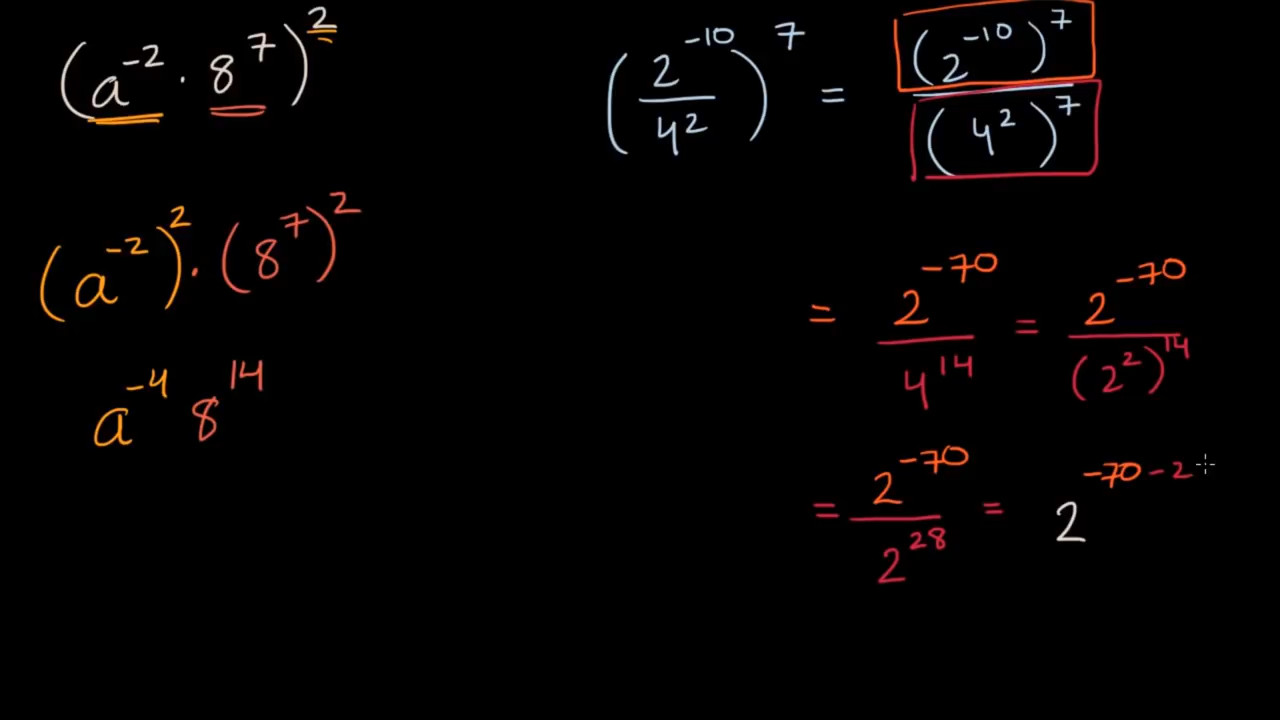 (a^-2 · 8^7)^2
(a^-2)^2 · (8^7)^2
a^-4 8^14
(2^-10 / 4^2)^7 = (2^-10)^7 / (4^2)^7
= 2^-70 / 4^14 = 2^-70 / (2^2)^14
= 2^-70 / 2^28 = 2^-70-2